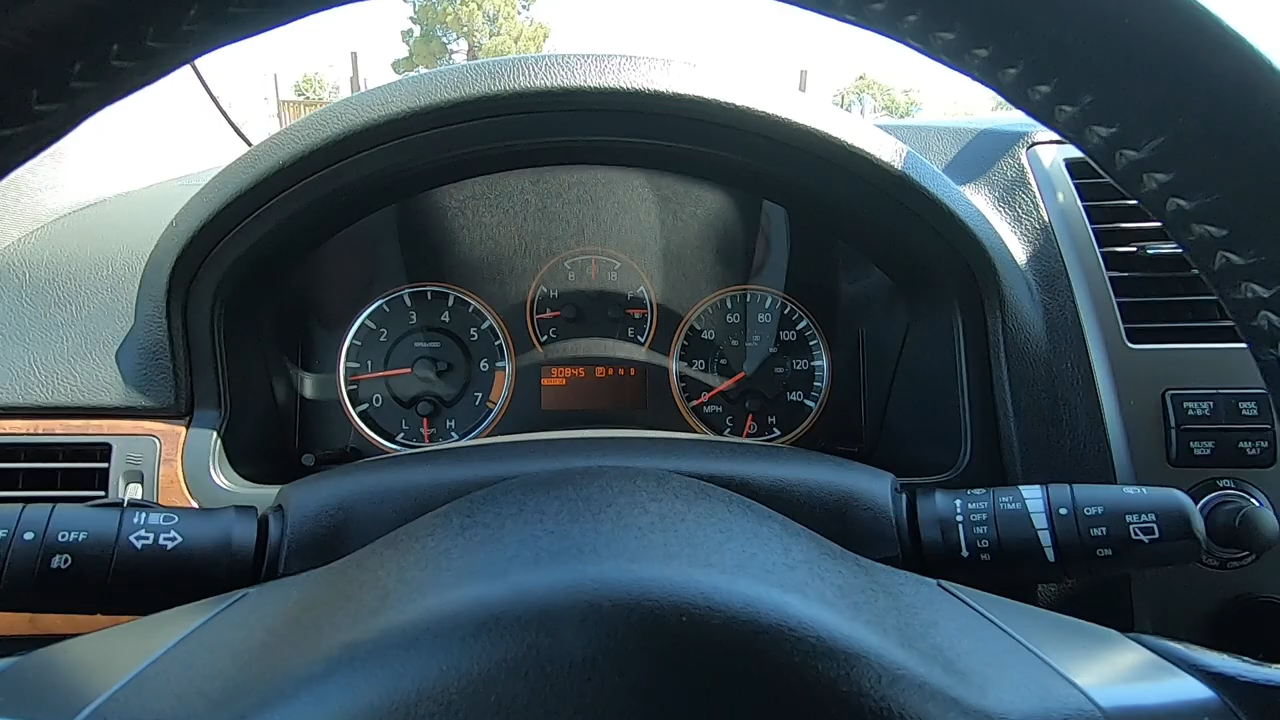 8 18
H F
C E
0 1 2 3 4 5 6 7
L H
0 20 40 60 80 100 120 140
MPH
C H
90845 P R N D
CRUISE
PRESET DISC
A·B·C AUX
MUSIC AM·FM
BOX SAT
VOL
OFF
MIST INT
OFF TIME
INT
LO
HI
OFF
INT REAR
ON